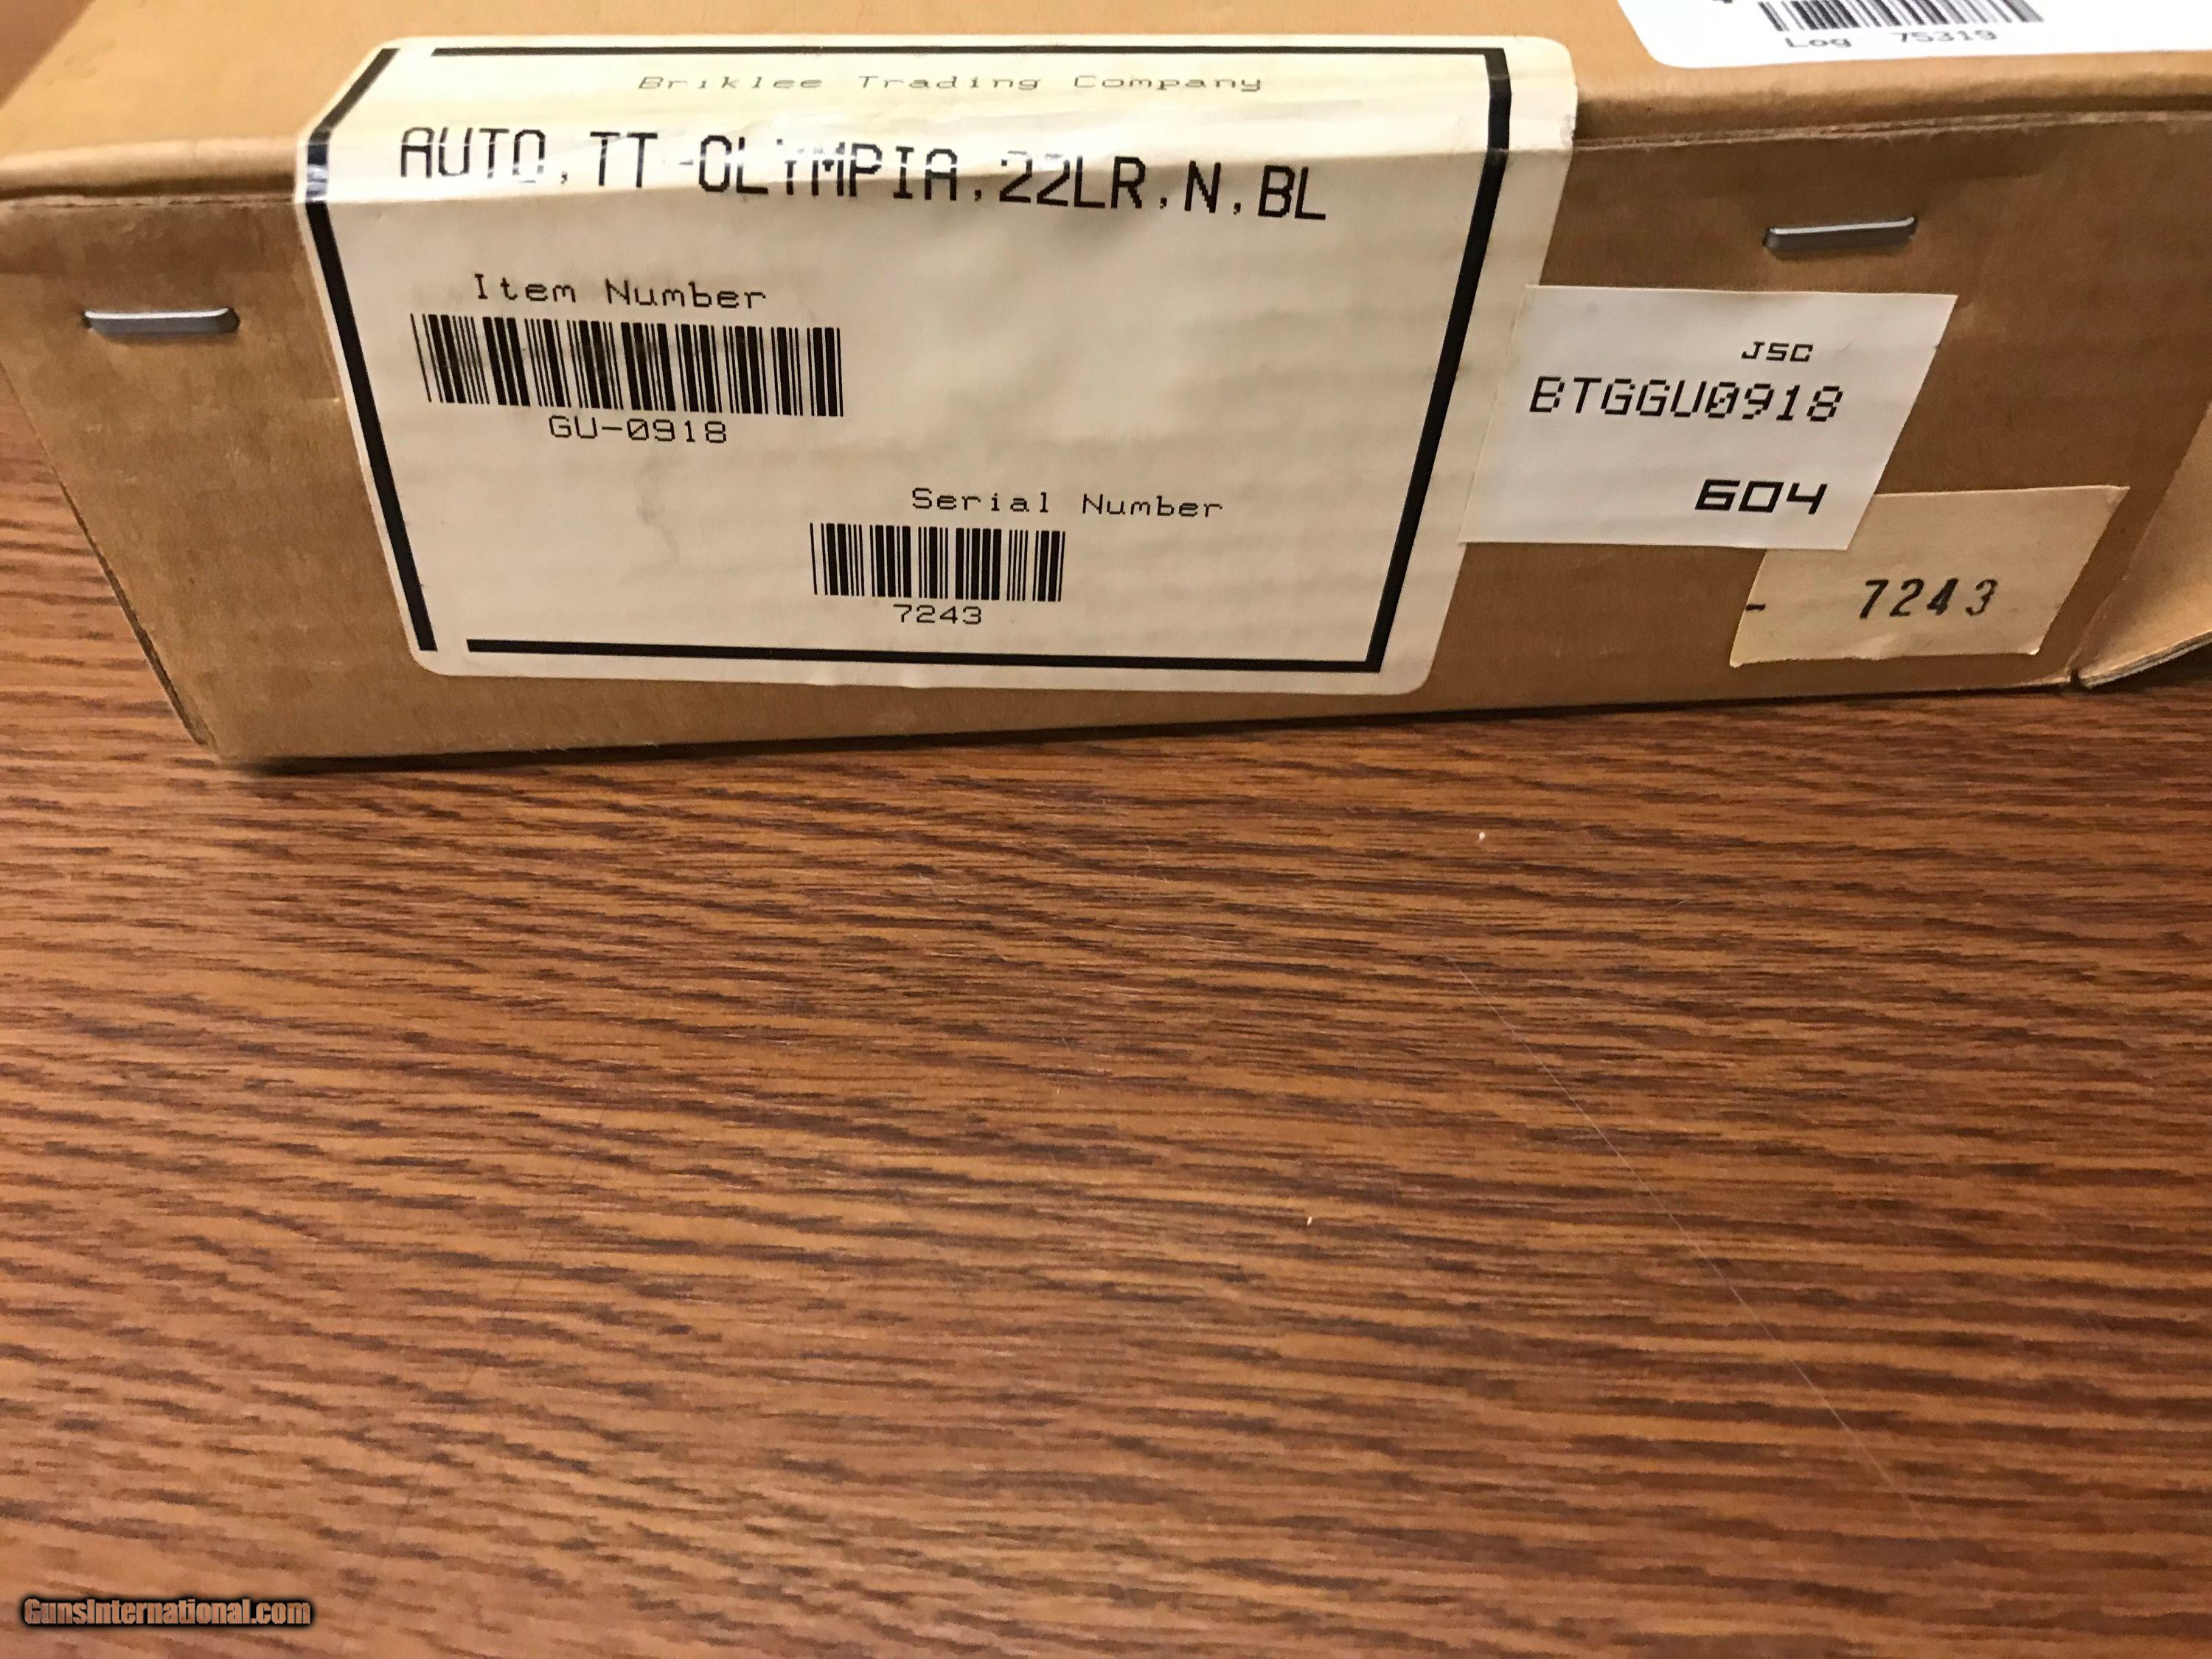 Log 75319
Briklee Trading Company
AUTO, TT-OLYMPIA, 22LR, N, BL
Item Number
GU-0918
Serial Number
7243
JSC
BTGGU0918
604
- 7243
GunsInternational.com